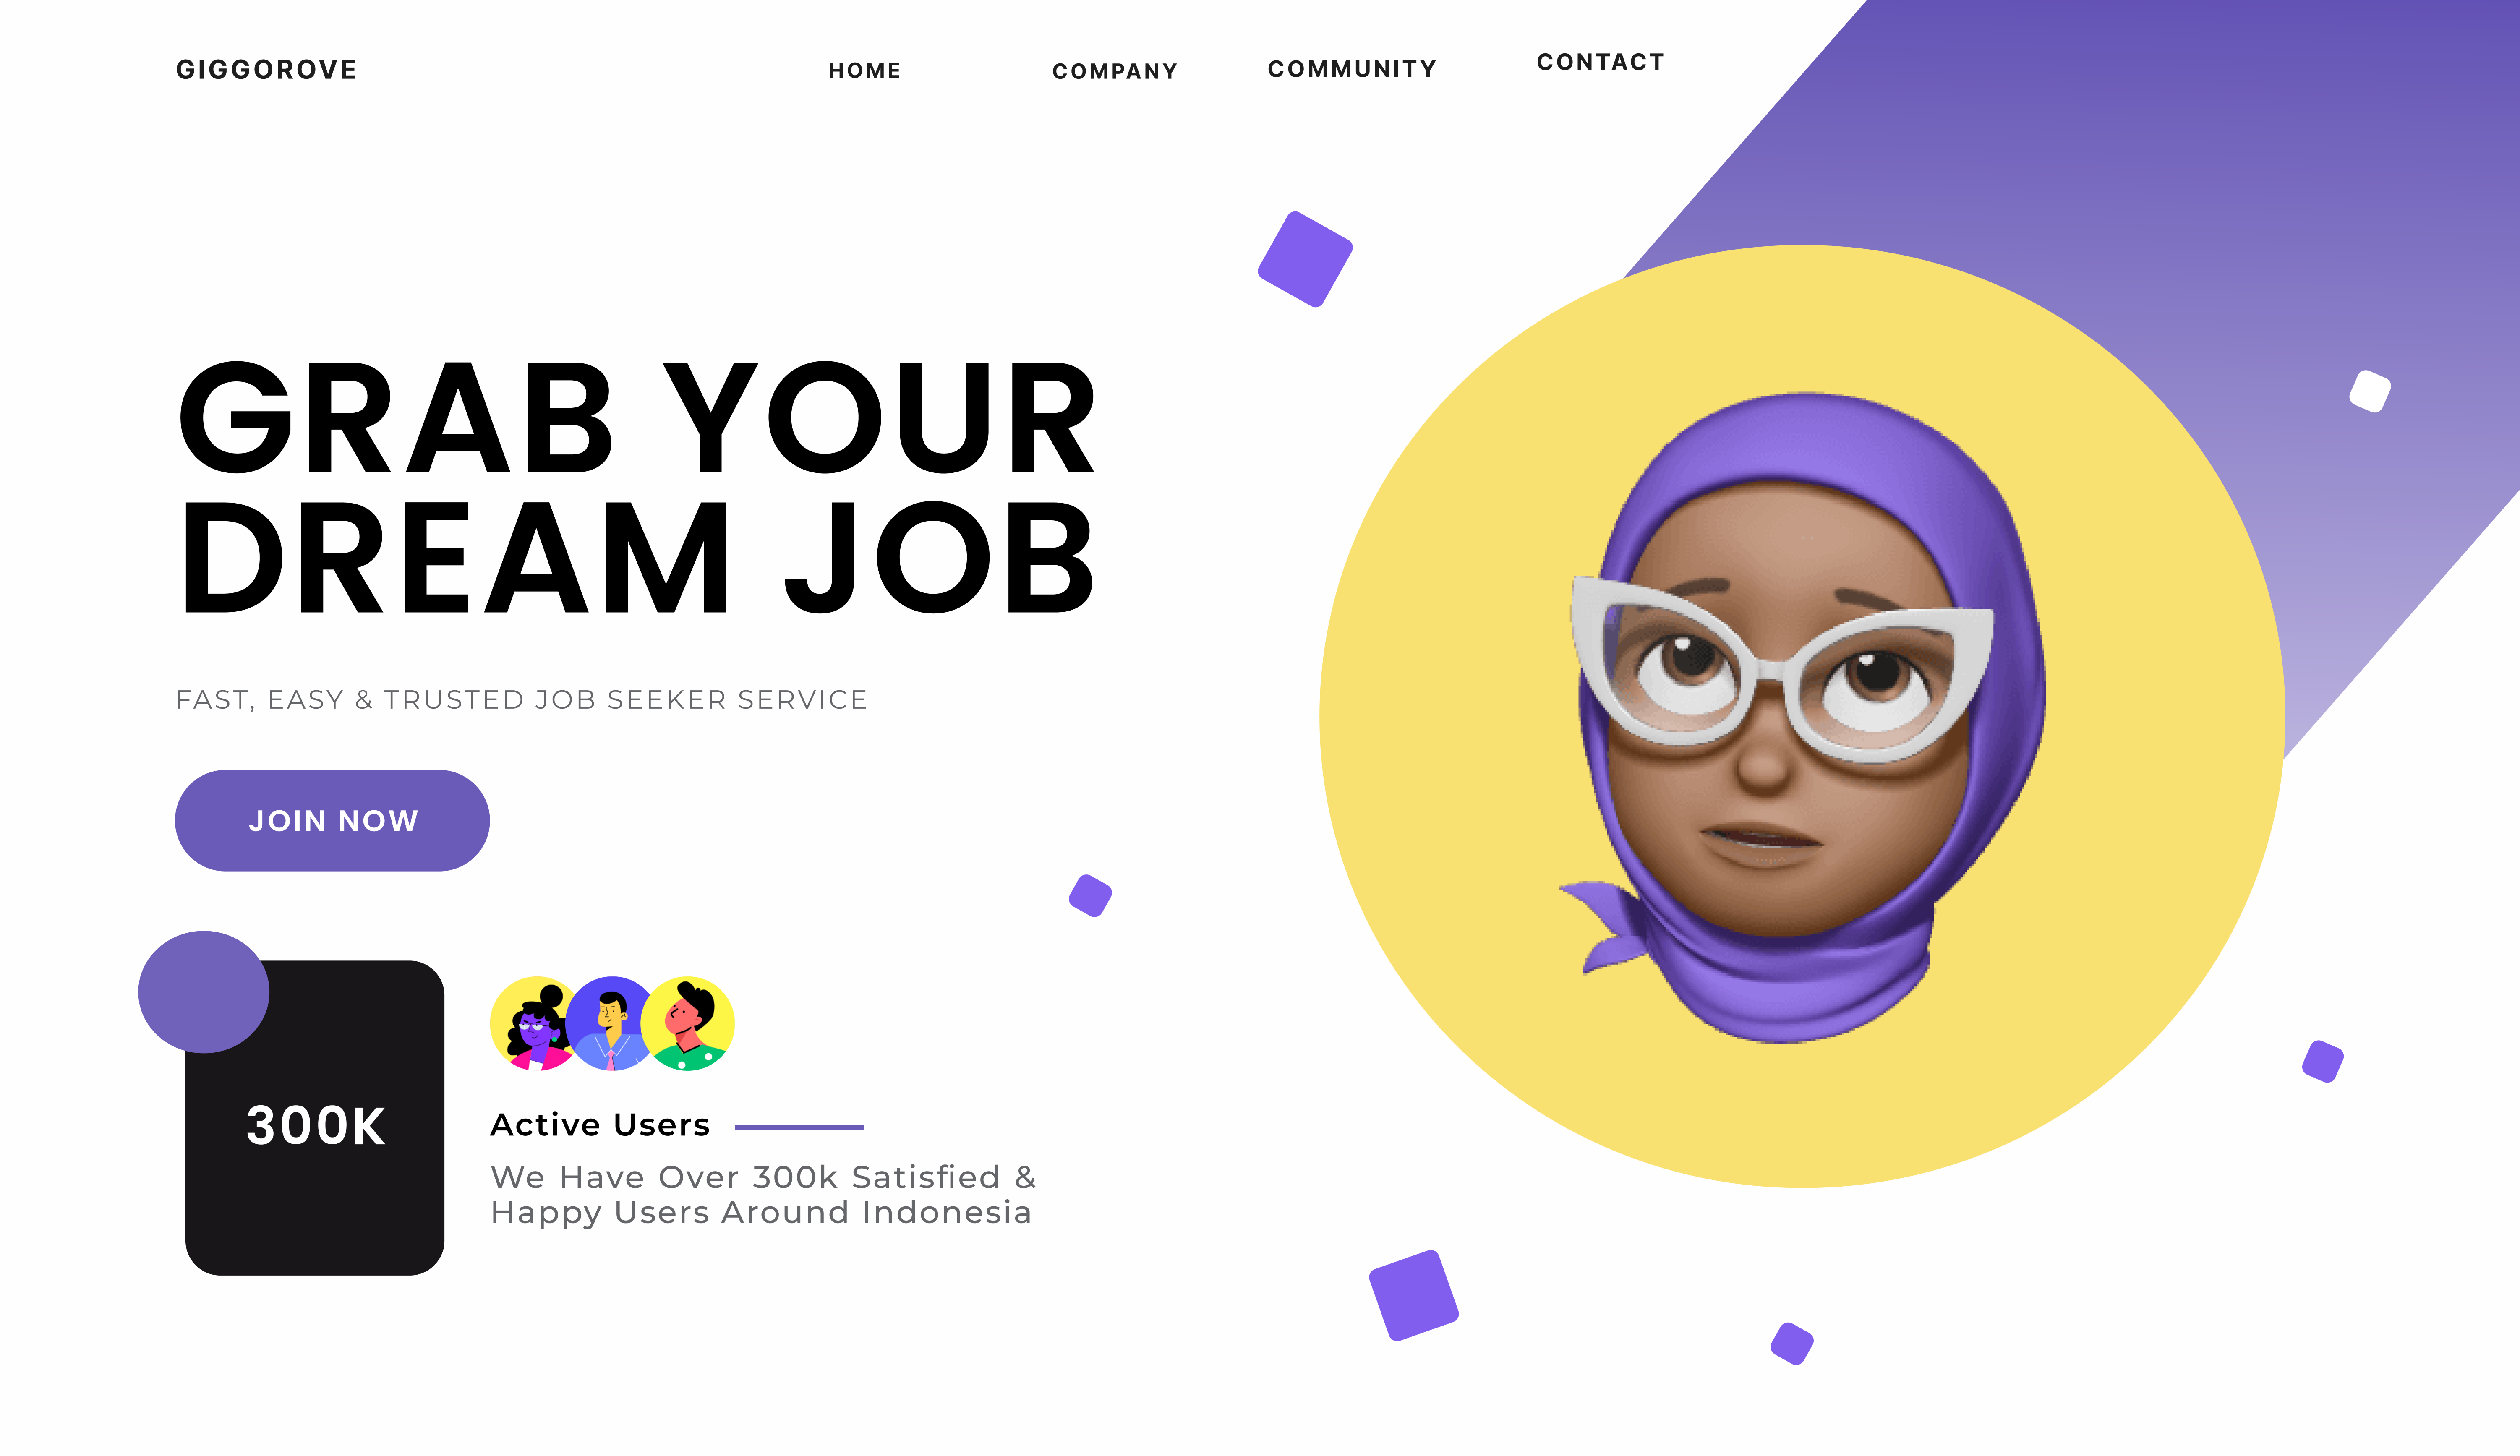 GIGGOROVE
HOME
COMPANY
COMMUNITY
CONTACT
GRAB YOUR
DREAM JOB
FAST, EASY & TRUSTED JOB SEEKER SERVICE
JOIN NOW
300K
Active Users
We Have Over 300k Satisfied &
Happy Users Around Indonesia